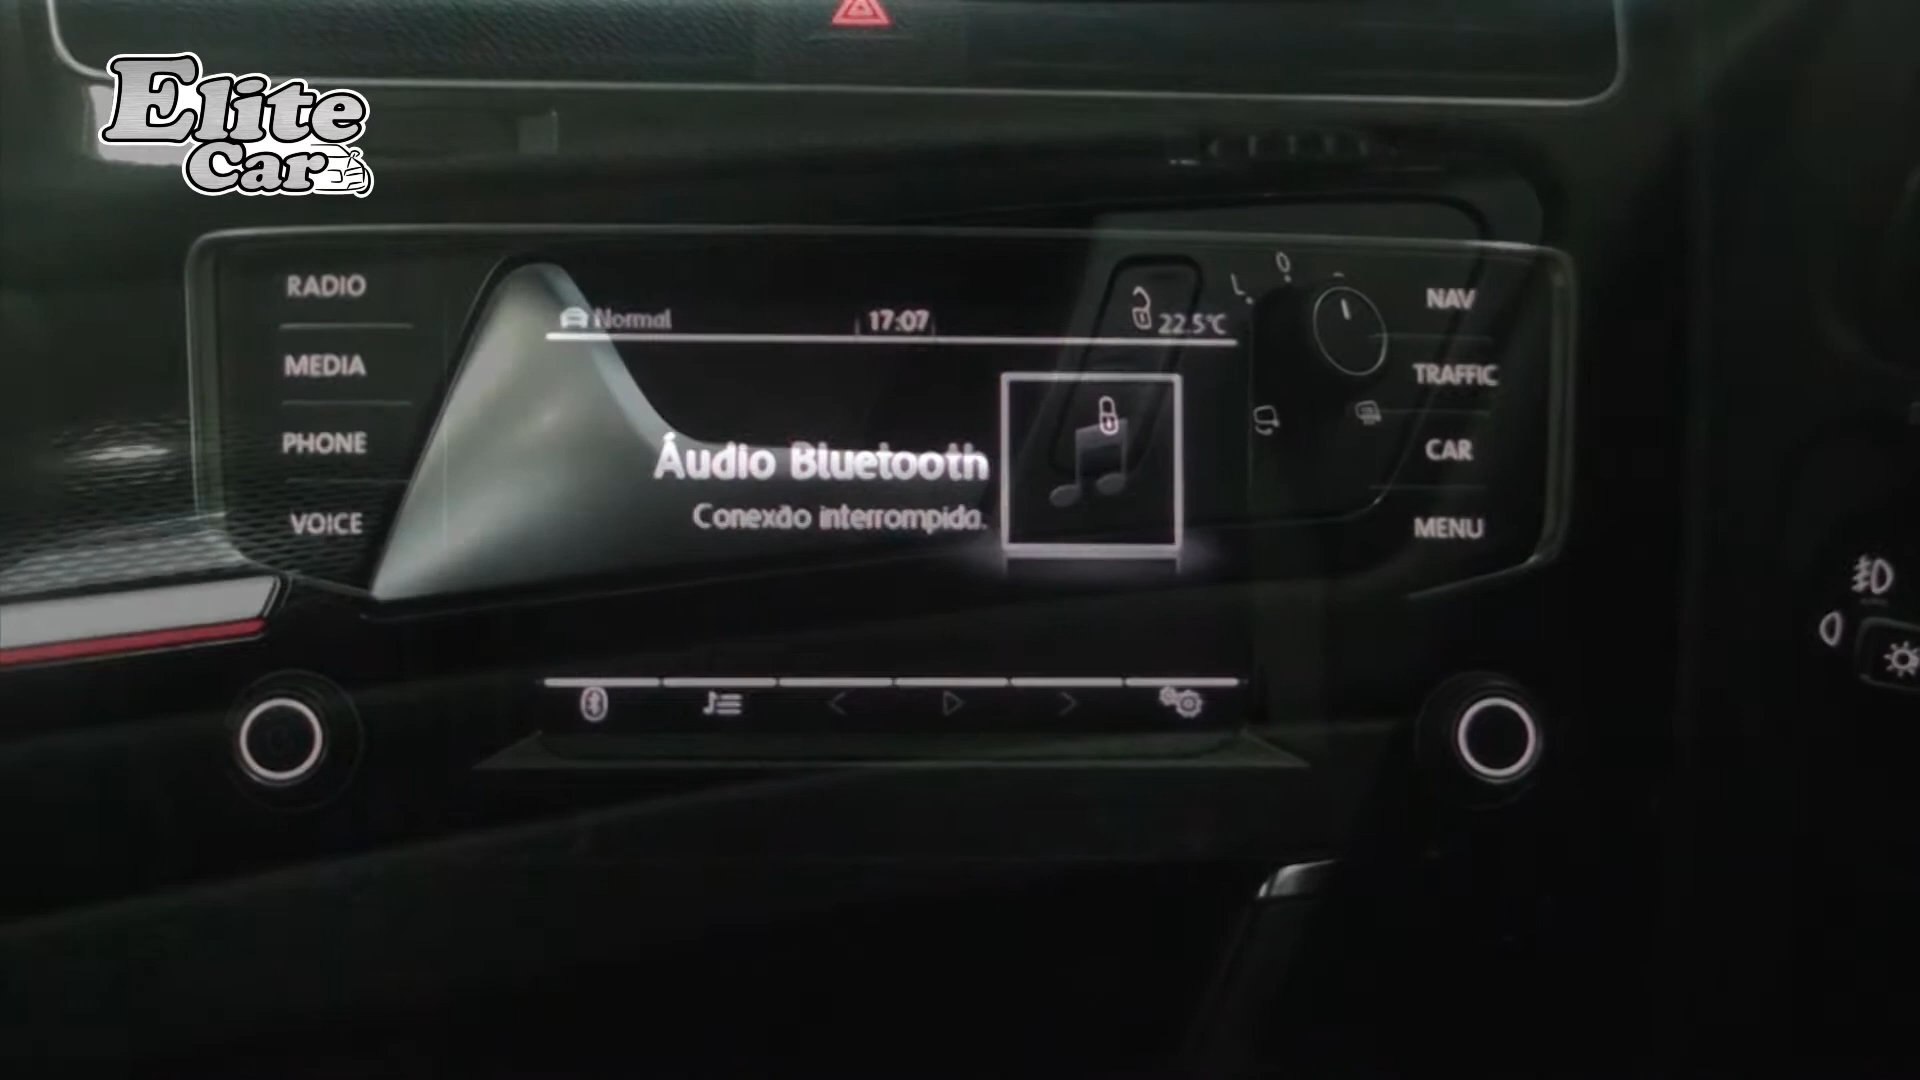 Elite
Car
RADIO
MEDIA
PHONE
VOICE
Normal
17:07
22.5°C
Áudio Bluetooth
Conexão interrompida.
NAV
TRAFFIC
CAR
MENU
L
O